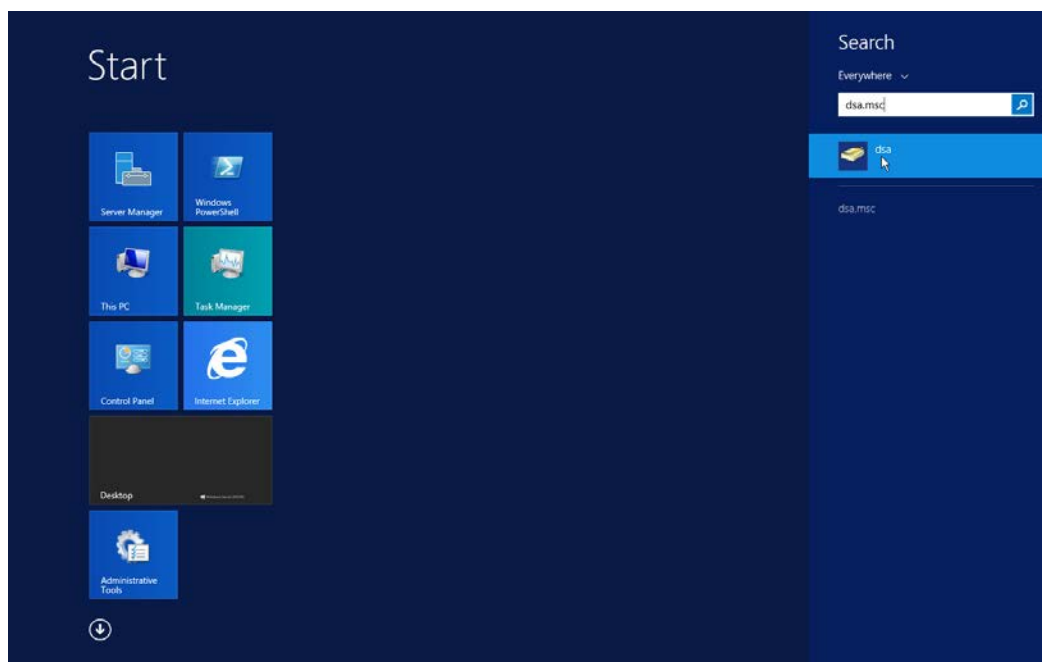 Start
Server Manager
Windows
PowerShell
This PC
Task Manager
Control Panel
Internet Explorer
Desktop
Administrative
Tools
Search
Everywhere
dsa.msc
dsa
dsa.msc